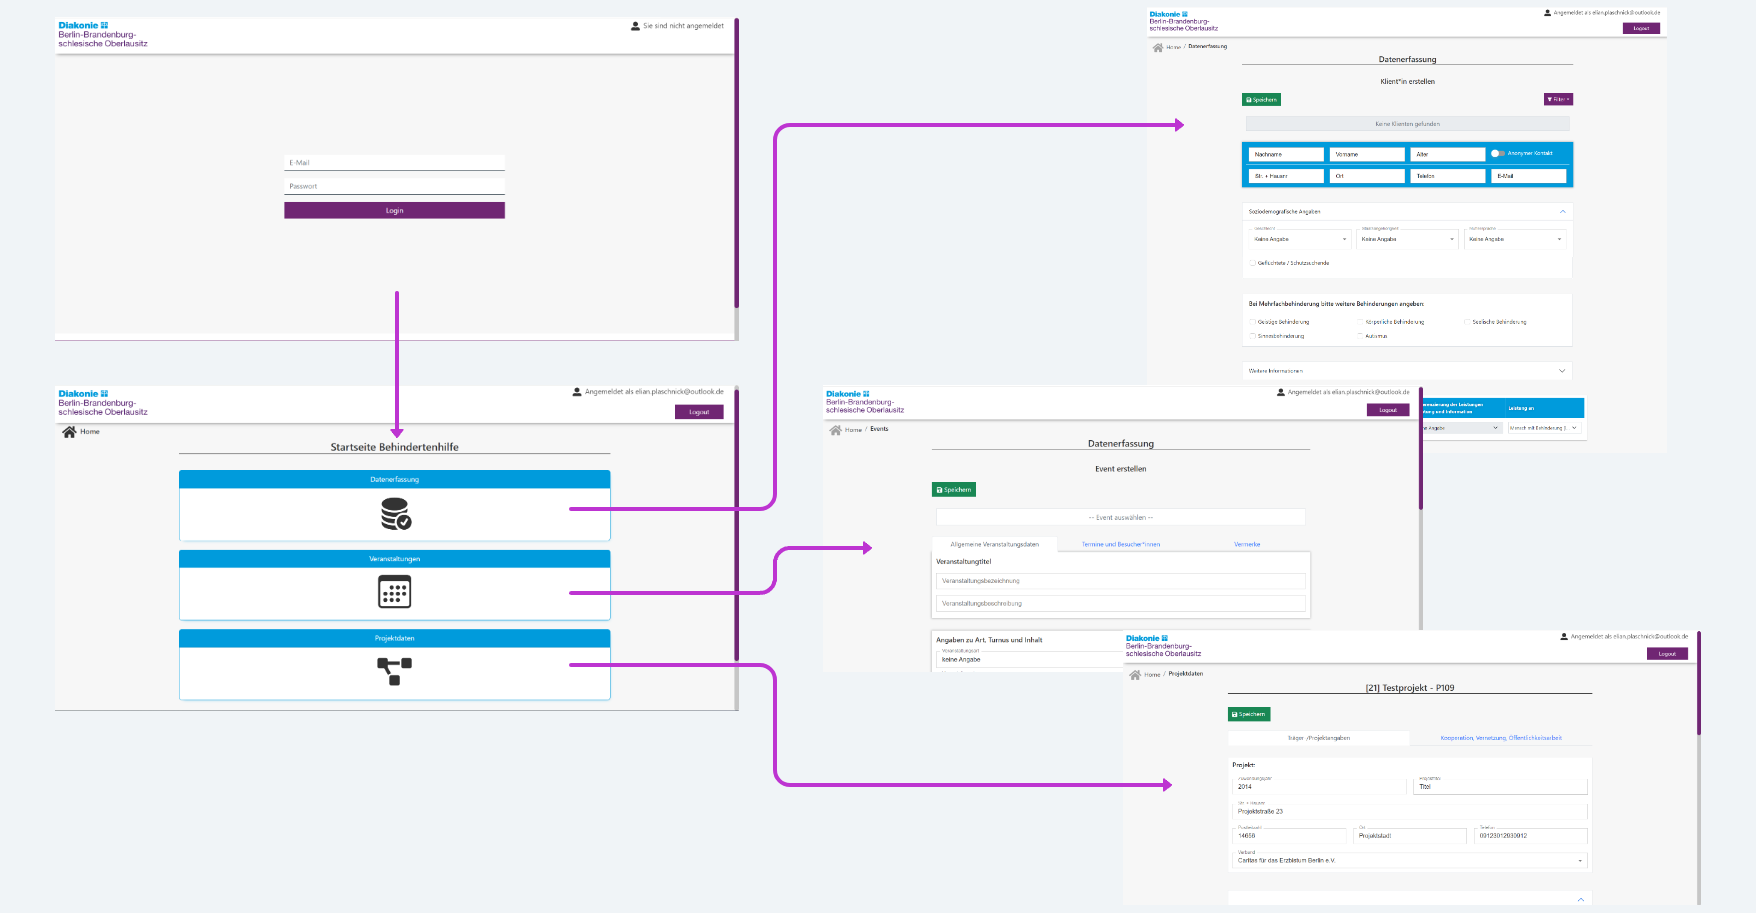 Diakonie
Berlin-Brandenburg-
schlesische Oberlausitz
Sie sind nicht angemeldet
E-Mail
Passwort
Login
Diakonie
Berlin-Brandenburg-
schlesische Oberlausitz
Angemeldet als elian.plaschnick@outlook.de
Logout
Home
Startseite Behindertenhilfe
Datenerfassung
Veranstaltungen
Projektdaten
Diakonie
Berlin-Brandenburg-
schlesische Oberlausitz
Angemeldet als elian.plaschnick@outlook.de
Logout
Home / Datenerfassung
Datenerfassung
Klient*in erstellen
Speichern
Filter
Keine Klienten gefunden
Nachname
Vorname
Alter
Anonymer Kontakt
Str. + Hausnr
Ort
Telefon
E-Mail
Soziodemografische Angaben
Keine Angabe
Keine Angabe
Keine Angabe
Geflüchtete / Schutzsuchende
Bei Mehrfachbehinderung bitte weitere Behinderungen angeben:
Geistige Behinderung
Körperliche Behinderung
Seelische Behinderung
Sinnesbehinderung
Autismus
Weitere Informationen
Leistung an
Angabe
Mensch mit Behinderung
Diakonie
Berlin-Brandenburg-
schlesische Oberlausitz
Angemeldet als elian.plaschnick@outlook.de
Logout
Home / Events
Datenerfassung
Event erstellen
Speichern
-- Event auswählen --
Allgemeine Veranstaltungsdaten
Termine und Besucher*innen
Vermerke
Veranstaltungtitel
Veranstaltungsbezeichnung
Veranstaltungsbeschreibung
Angaben zu Art, Turnus und Inhalt
Veranstaltungsart
keine Angabe
Diakonie
Berlin-Brandenburg-
schlesische Oberlausitz
Angemeldet als elian.plaschnick@outlook.de
Logout
Home / Projektdaten
[21] Testprojekt - P109
Speichern
Träger-/Projektangaben
Kooperation, Vernetzung, Öffentlichkeitsarbeit
Projekt:
2014
Titel
Projektstraße 23
14656
Ort
Projektstadt
Telefon
09123012930912
Verband
Caritas für das Erzbistum Berlin e.V.